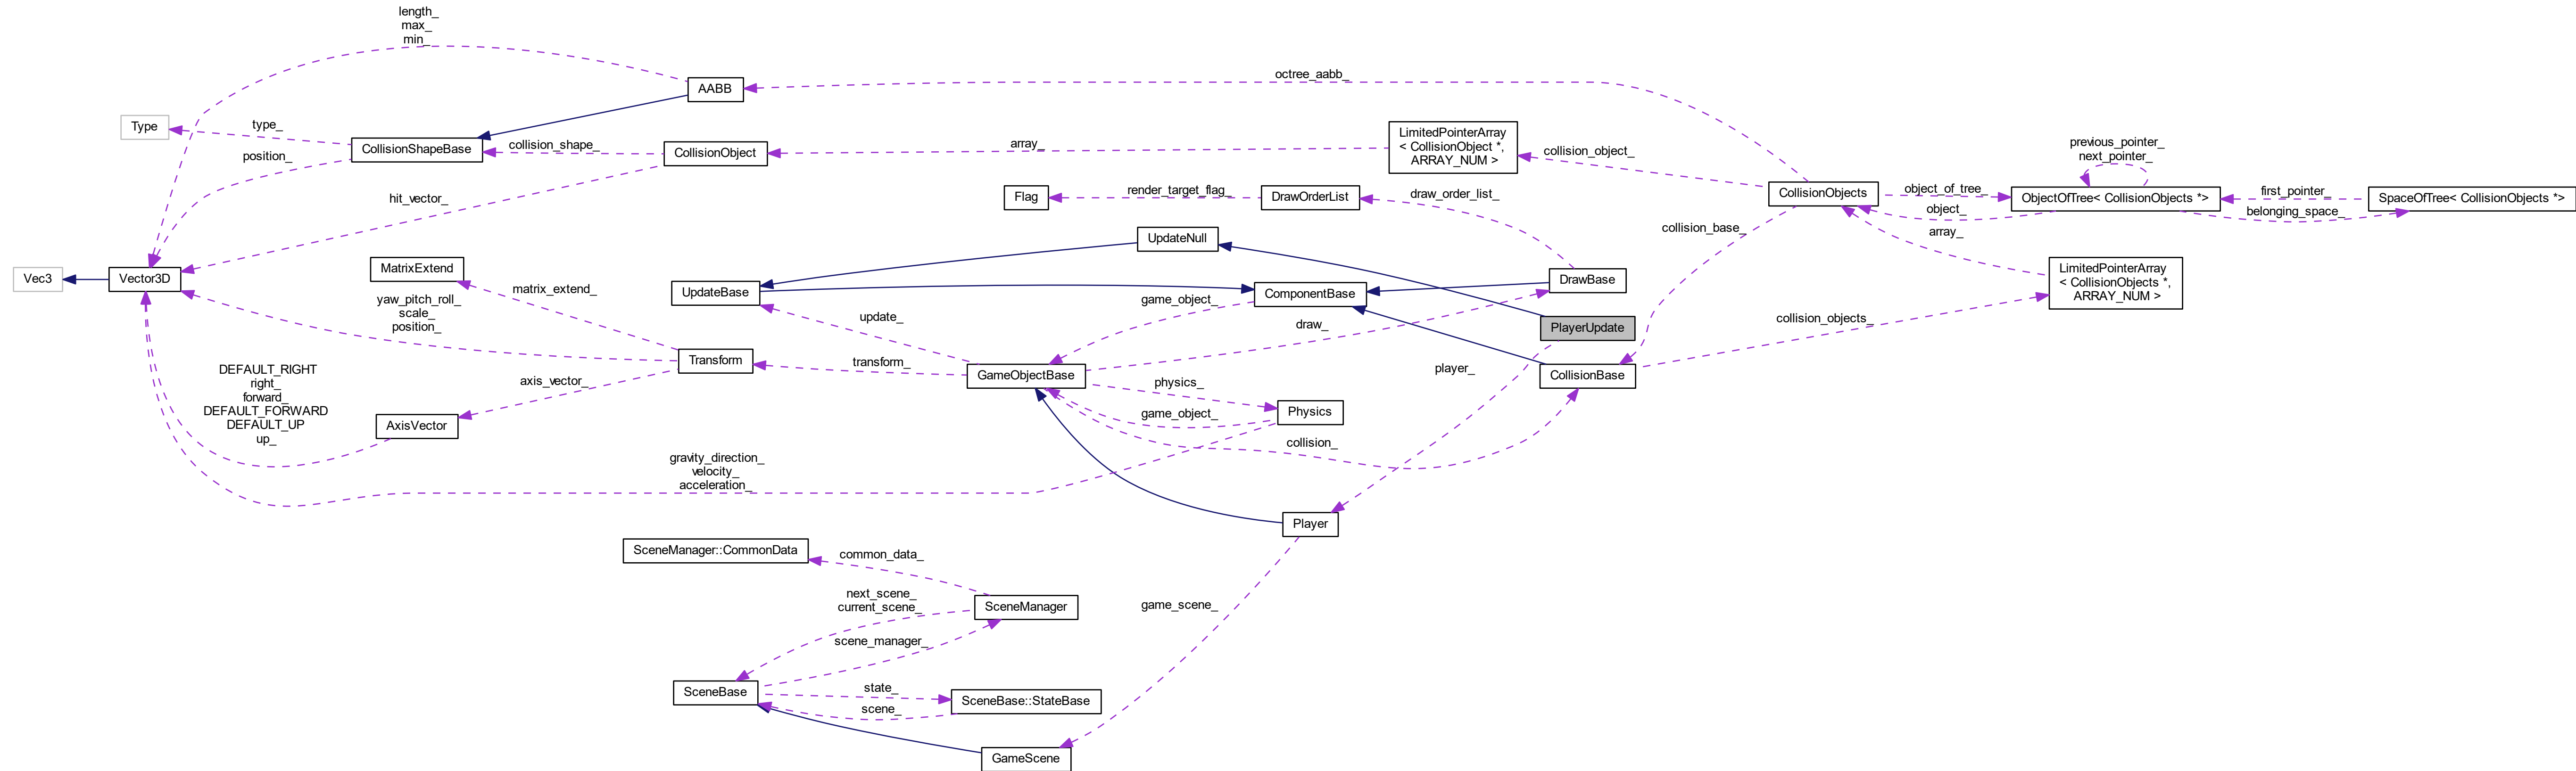 length_
max_
min_
AABB
octree_aabb_
Type
type_
CollisionShapeBase
position_
collision_shape_
CollisionObject
array_
LimitedPointerArray
< CollisionObject *,
ARRAY_NUM >
collision_object_
CollisionObjects
object_of_tree_
previous_pointer_
next_pointer_
ObjectOfTree< CollisionObjects *>
first_pointer_
SpaceOfTree< CollisionObjects *>
belonging_space_
object_
array_
hit_vector_
Flag
render_target_flag_
DrawOrderList
draw_order_list_
collision_base_
UpdateNull
Vec3
Vector3D
MatrixExtend
matrix_extend_
UpdateBase
ComponentBase
DrawBase
LimitedPointerArray
< CollisionObjects *,
ARRAY_NUM >
yaw_pitch_roll_
scale_
position_
update_
game_object_
draw_
PlayerUpdate
collision_objects_
Transform
transform_
GameObjectBase
player_
CollisionBase
DEFAULT_RIGHT
right_
forward_
DEFAULT_FORWARD
DEFAULT_UP
up_
axis_vector_
AxisVector
physics_
game_object_
Physics
collision_
gravity_direction_
velocity_
acceleration_
Player
SceneManager::CommonData
common_data_
next_scene_
current_scene_
SceneManager
game_scene_
scene_manager_
SceneBase
state_
scene_
SceneBase::StateBase
GameScene